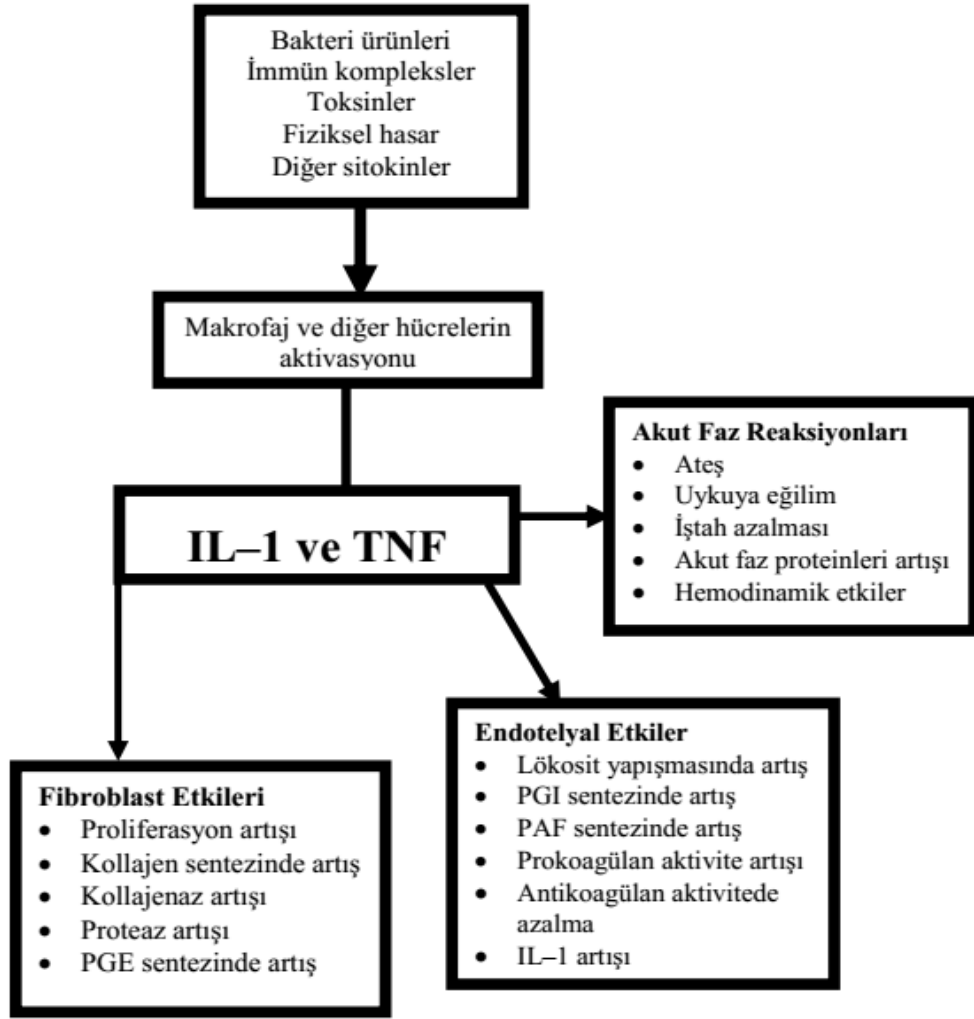 Bakteri ürünleri
İmmün kompleksler
Toksinler
Fiziksel hasar
Diğer sitokinler
Makrofaj ve diğer hücrelerin
aktivasyonu
IL–1 ve TNF
Akut Faz Reaksiyonları
• Ateş
• Uykuya eğilim
• İştah azalması
• Akut faz proteinleri artışı
• Hemodinamik etkiler
Endotelyal Etkiler
• Lökosit yapışmasında artış
• PGI sentezinde artış
• PAF sentezinde artış
• Prokoagülan aktivite artışı
• Antikoagülan aktivitede
azalma
• IL–1 artışı
Fibroblast Etkileri
• Proliferasyon artışı
• Kollajen sentezinde artış
• Kollajenaz artışı
• Proteaz artışı
• PGE sentezinde artış